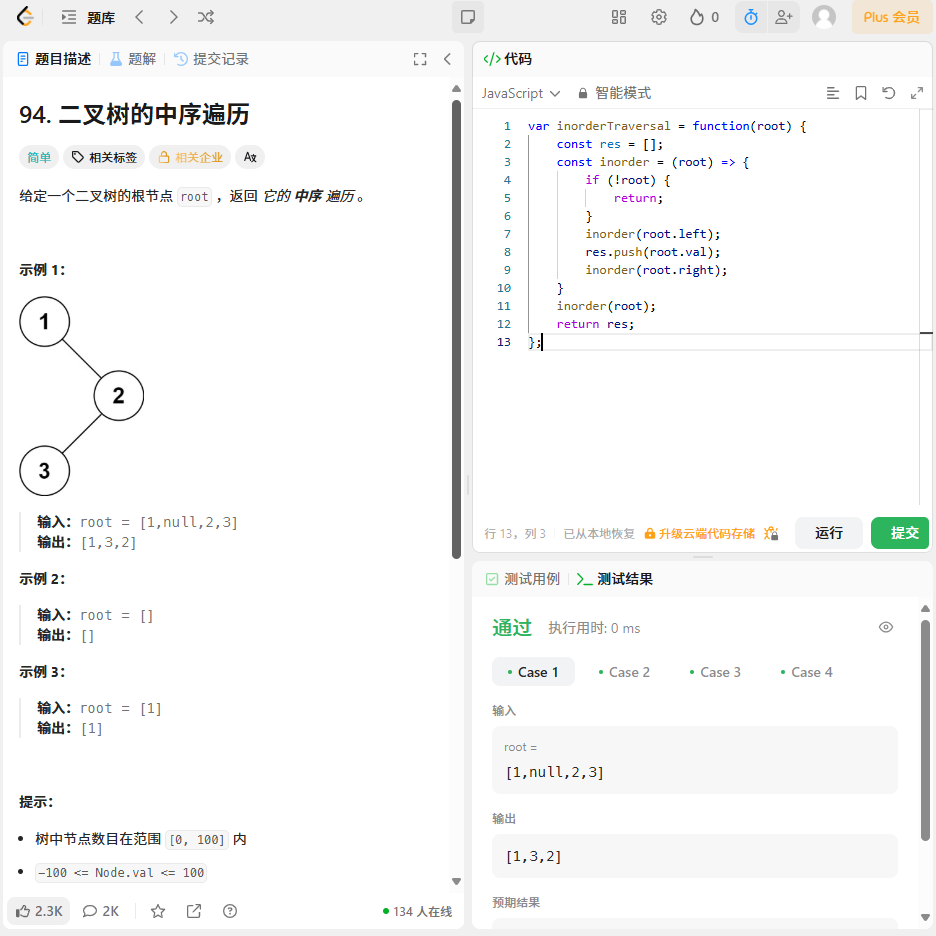 题库
0
Plus 会员
题目描述
题解
提交记录
94. 二叉树的中序遍历
简单
相关标签
相关企业
给定一个二叉树的根节点 root ，返回 它的 中序 遍历 。
示例 1：
1
2
3
输入：root = [1,null,2,3]
输出：[1,3,2]
示例 2：
输入：root = []
输出：[]
示例 3：
输入：root = [1]
输出：[1]
提示：
• 树中节点数目在范围 [0, 100] 内
• -100 <= Node.val <= 100
2.3K
2K
134 人在线
</> 代码
JavaScript
智能模式
1 var inorderTraversal = function(root) {
2     const res = [];
3     const inorder = (root) => {
4         if (!root) {
5             return;
6         }
7         inorder(root.left);
8         res.push(root.val);
9         inorder(root.right);
10     }
11     inorder(root);
12     return res;
13 };
行 13，列 3
已从本地恢复
升级云端代码存储
运行
提交
测试用例
测试结果
通过
执行用时: 0 ms
• Case 1
• Case 2
• Case 3
• Case 4
输入
root =
[1,null,2,3]
输出
[1,3,2]
预期结果